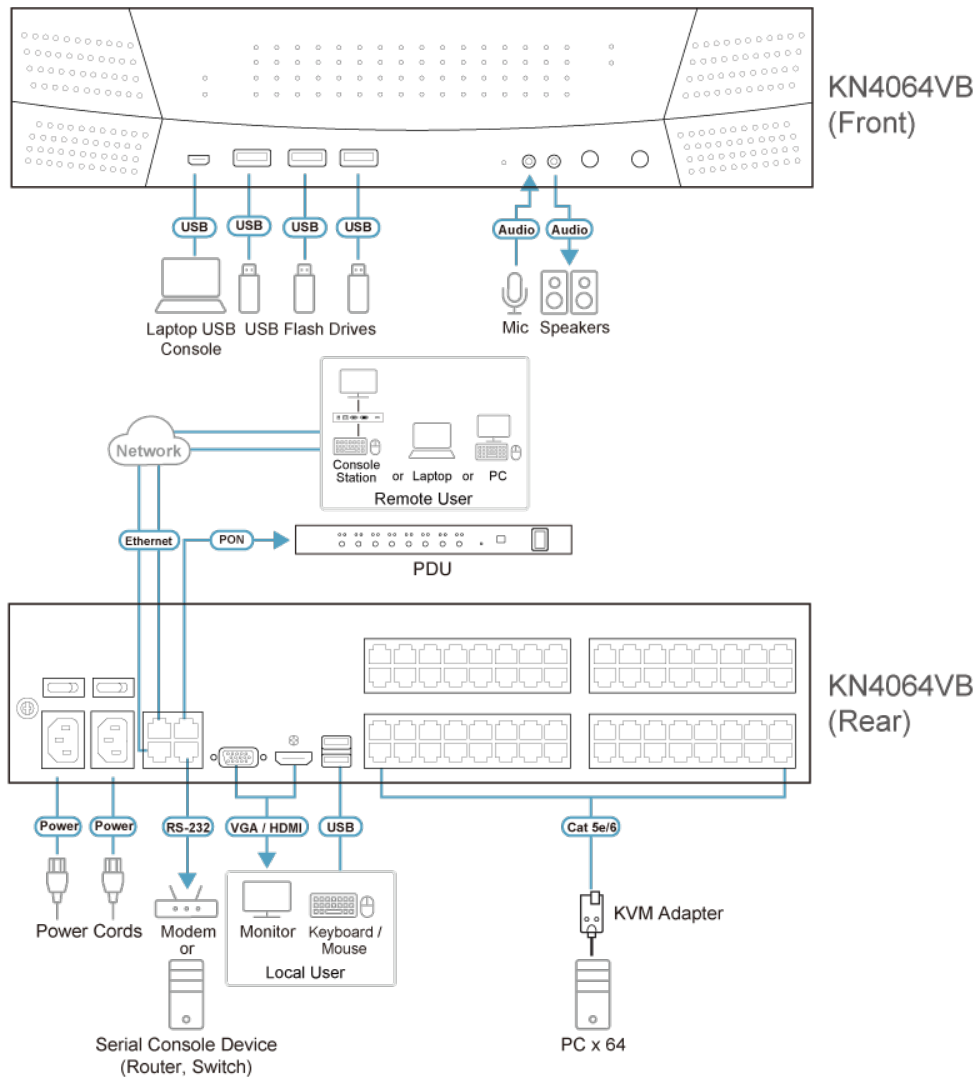 KN4064VB
(Front)
USB
USB
USB
USB
Audio
Audio
Laptop USB
Console
USB Flash Drives
Mic
Speakers
Network
Console
Station
or
Laptop
or
PC
Remote User
Ethernet
PON
PDU
KN4064VB
(Rear)
Power
Power
RS-232
VGA / HDMI
USB
Cat 5e/6
Power Cords
Modem
or
Monitor
Keyboard /
Mouse
Local User
KVM Adapter
Serial Console Device
(Router, Switch)
PC x 64